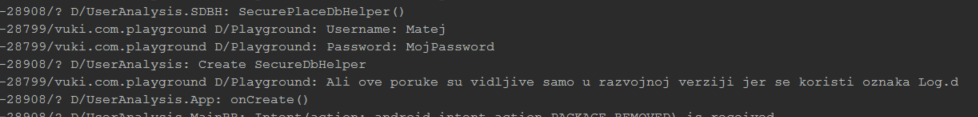 -28908/? D/UserAnalysis.SDBH: SecurePlaceDbHelper()
-28799/vuki.com.playground D/Playground: Username: Matej
-28799/vuki.com.playground D/Playground: Password: MojPassword
-28908/? D/UserAnalysis: Create SecureDbHelper
-28799/vuki.com.playground D/Playground: Ali ove poruke su vidljive samo u razvojnoj verziji jer se koristi oznaka Log.d
-28908/? D/UserAnalysis.App: onCreate()
-28908/? D/UserAnalysis.MainBR: Intent(action: android.intent.action.PACKAGE_REMOVED) is received